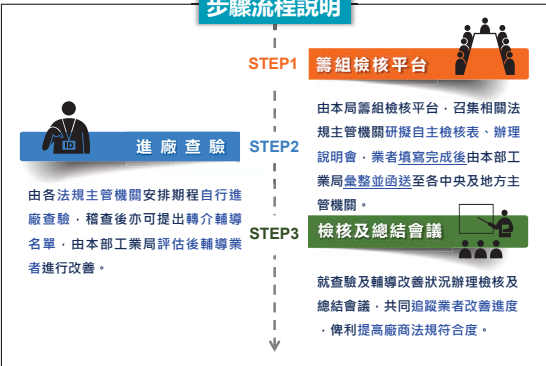 步驟流程說明
STEP1
籌組檢核平台
由本局籌組檢核平台，召集相關法
規主管機關研擬自主檢核表、辦理
說明會，業者填寫完成後由本部工
業局彙整並函送至各中央及地方主
管機關。
ID
進廠查驗
STEP2
由各法規主管機關安排期程自行進
廠查驗，稽查後亦可提出轉介輔導
名單，由本部工業局評估後輔導業
者進行改善。
STEP3
檢核及總結會議
就查驗及輔導改善狀況辦理檢核及
總結會議，共同追蹤業者改善進度
，俾利提高廠商法規符合度。